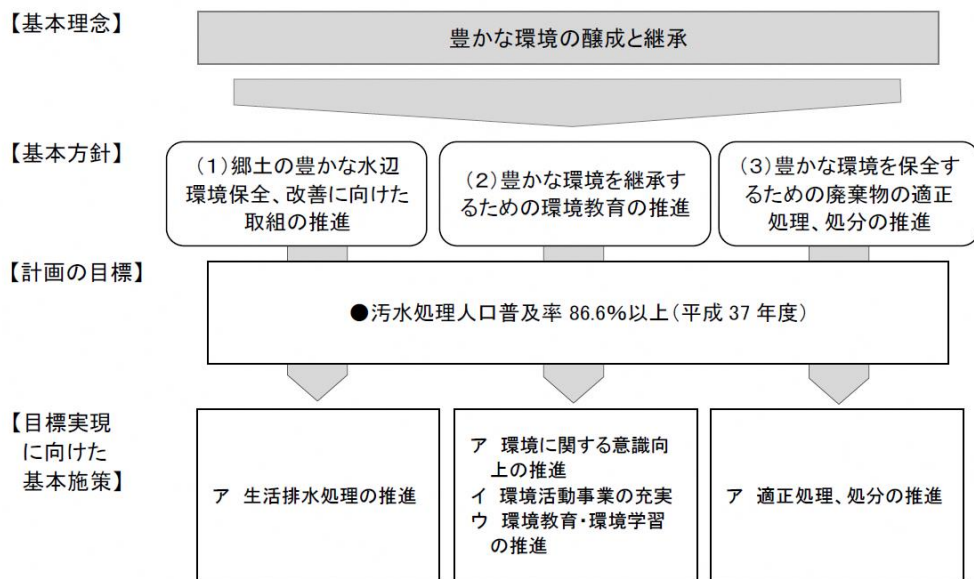 【基本理念】
豊かな環境の醸成と継承
【基本方針】
(1)郷土の豊かな水辺
環境保全、改善に向けた
取組の推進
(2)豊かな環境を継承す
るための環境教育の推進
(3)豊かな環境を保全
するための廃棄物の適正
処理、処分の推進
【計画の目標】
●汚水処理人口普及率 86.6%以上(平成 37 年度)
【目標実現
に向けた
基本施策】
ア 生活排水処理の推進
ア 環境に関する意識向
上の推進
イ 環境活動事業の充実
ウ 環境教育・環境学習
の推進
ア 適正処理、処分の推進